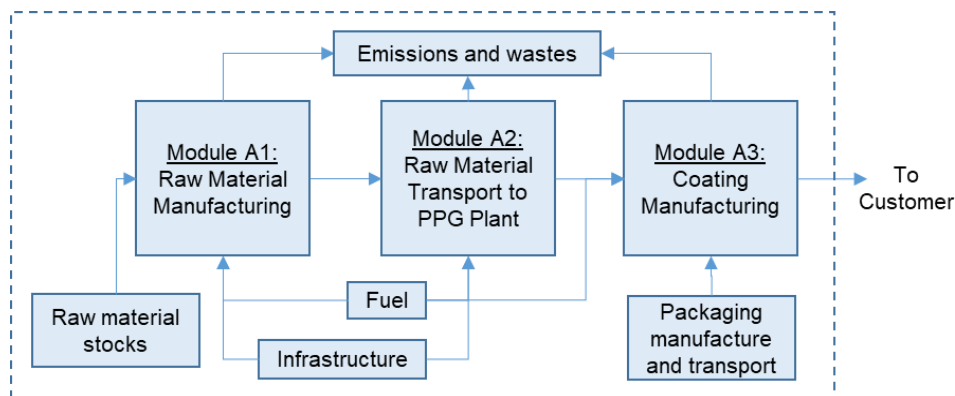 Emissions and wastes
Module A1:
Raw Material
Manufacturing
Module A2:
Raw Material
Transport to
PPG Plant
Module A3:
Coating
Manufacturing
To
Customer
Raw material
stocks
Fuel
Infrastructure
Packaging
manufacture
and transport